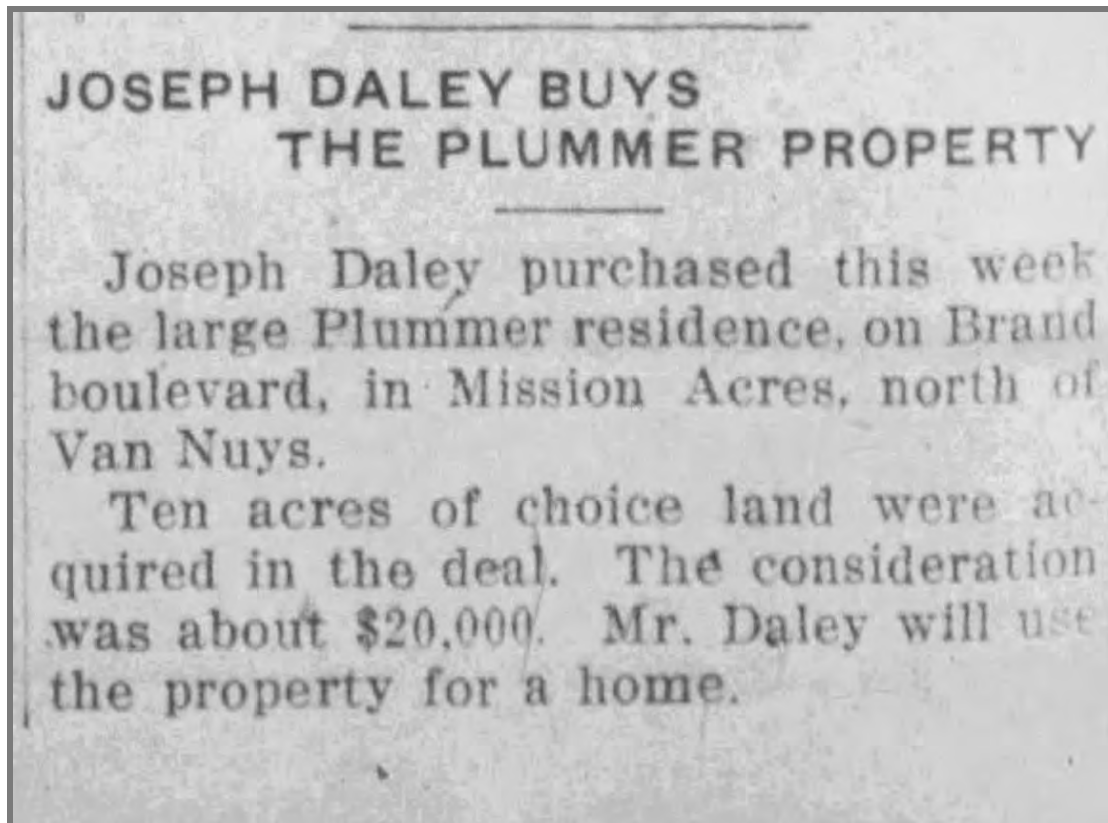 JOSEPH DALEY BUYS
THE PLUMMER PROPERTY
Joseph Daley purchased this week
the large Plummer residence, on Brand
boulevard, in Mission Acres, north of
Van Nuys.
Ten acres of choice land were ac-
quired in the deal. The consideration
was about $20,000. Mr. Daley will use
the property for a home.